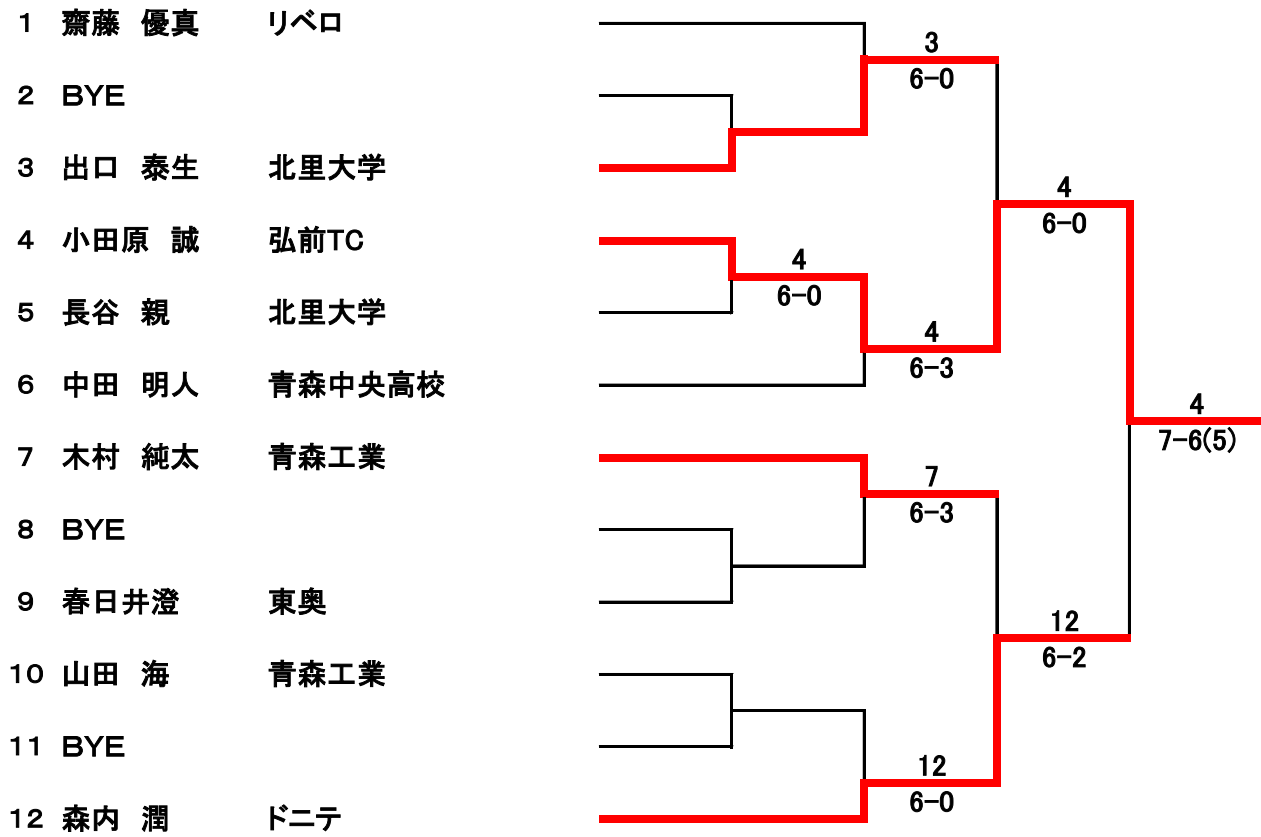 1 齋藤 優真 リベロ
3
6-0
2 BYE
3 出口 泰生 北里大学
4
6-0
4 小田原 誠 弘前TC
4
6-0
5 長谷 親 北里大学
4
6-3
6 中田 明人 青森中央高校
4
7-6(5)
7 木村 純太 青森工業
7
6-3
8 BYE
9 春日井澄 東奥
12
6-2
10 山田 海 青森工業
11 BYE
12
6-0
12 森内 潤 ドニテ